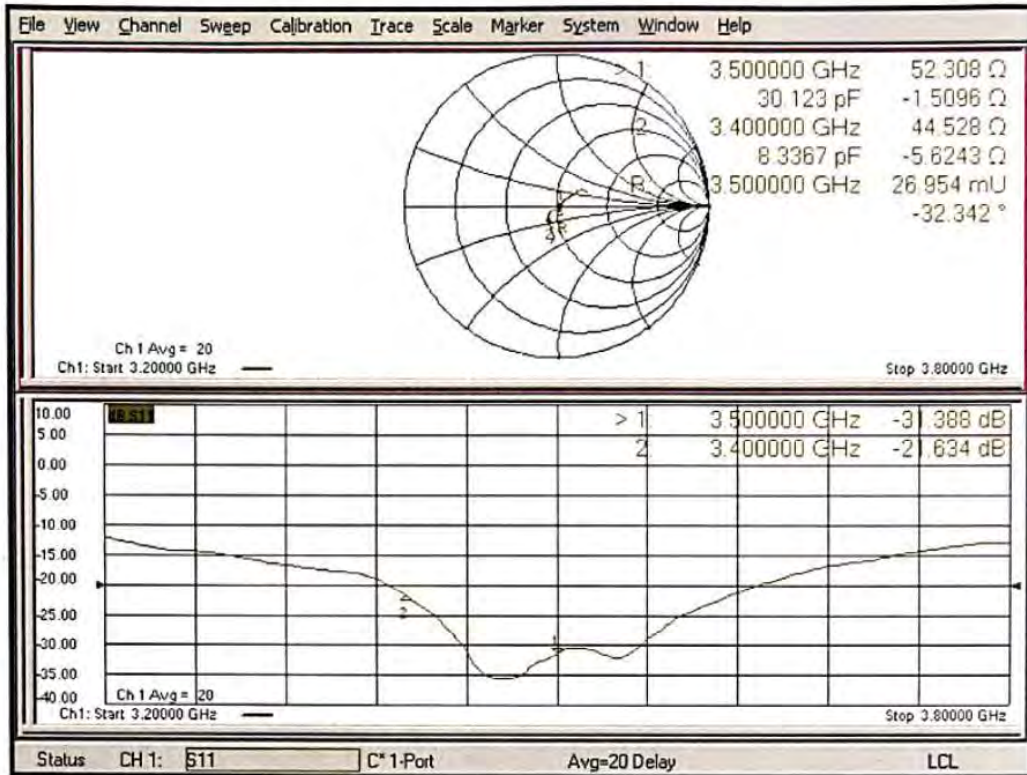 File View Channel Sweep Calibration Trace Scale Marker System Window Help
> 1: 3.500000 GHz 52.308 Ω
30.123 pF -1.5096 Ω
2: 3.400000 GHz 44.528 Ω
8.3367 pF -5.6243 Ω
R: 3.500000 GHz 26.954 mU
-32.342 °
Ch 1 Avg = 20
Ch1: Start 3.20000 GHz
Stop 3.80000 GHz
10.00
dB S11
> 1: 3.500000 GHz -31.388 dB
5.00
2: 3.400000 GHz -21.634 dB
0.00
-5.00
-10.00
-15.00
-20.00
-25.00
2
1
-30.00
-35.00
-40.00
Ch 1 Avg = 20
Ch1: Start 3.20000 GHz
Stop 3.80000 GHz
Status CH 1: S11 C* 1-Port Avg=20 Delay LCL